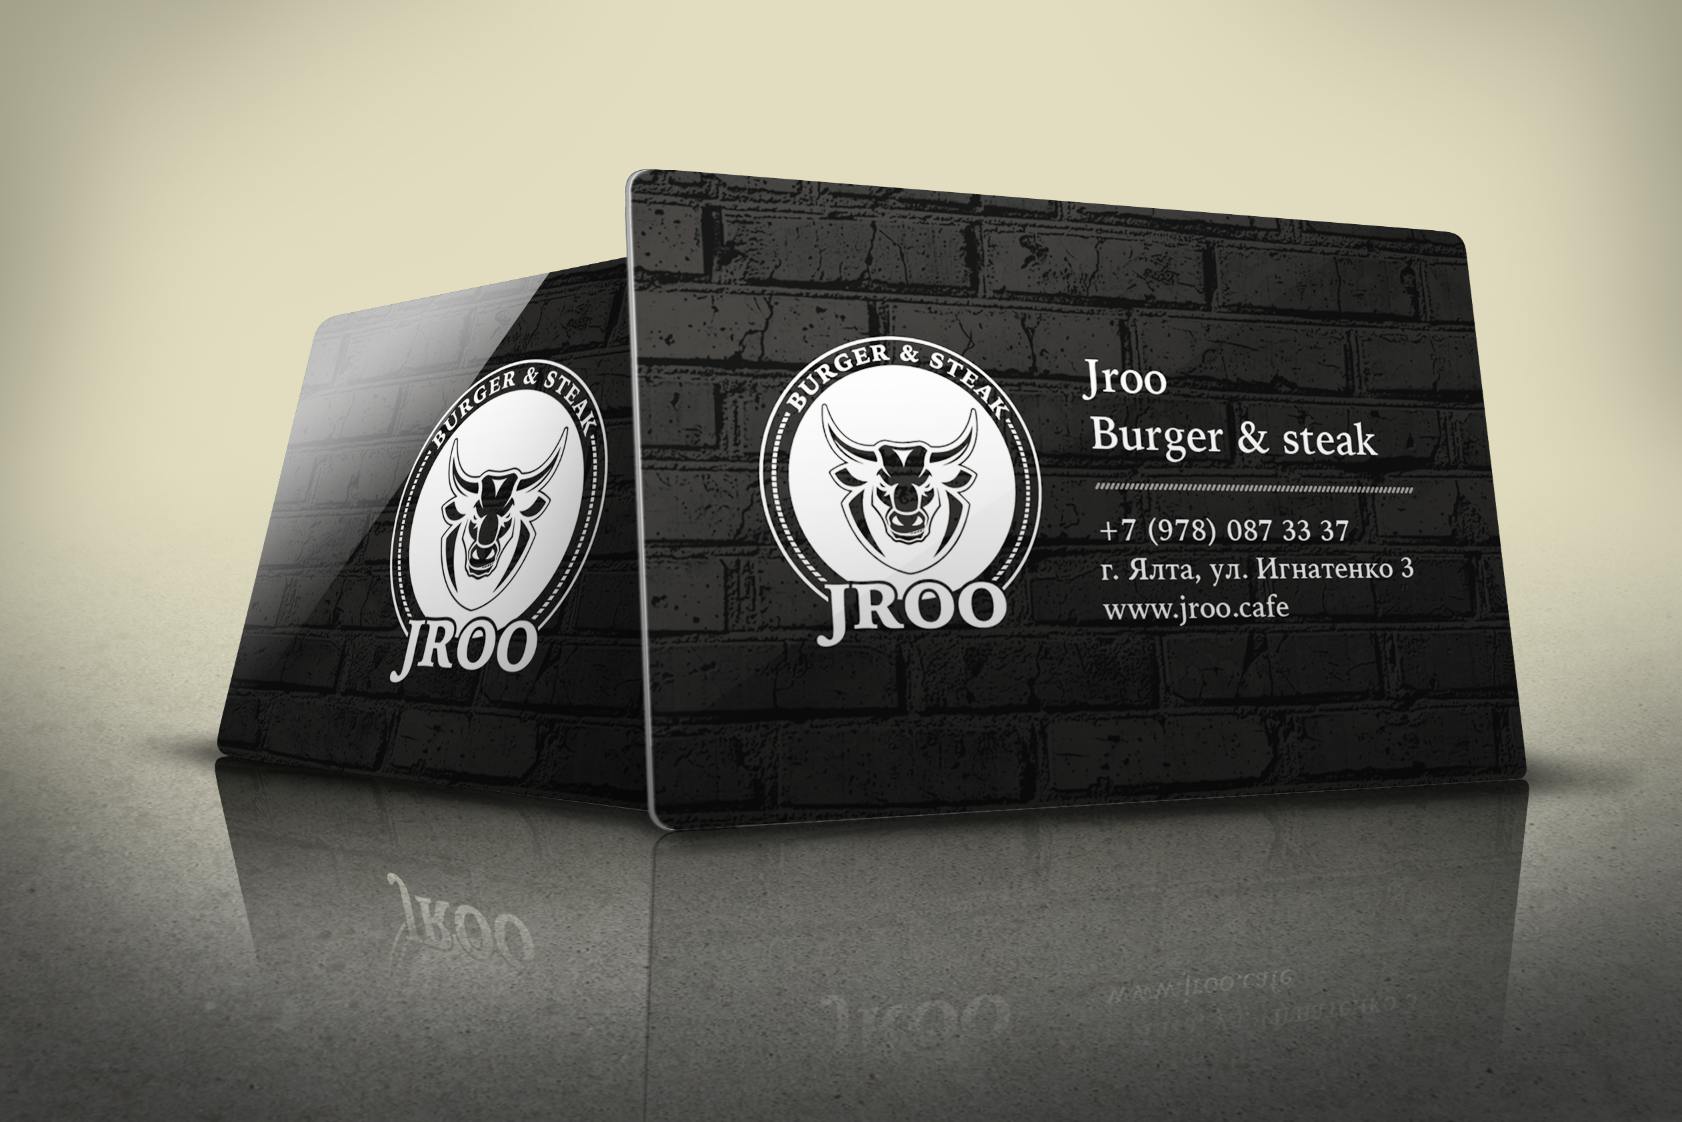 BURGER & STEAK
JROO
BURGER & STEAK
JROO
Jroo
Burger & steak
+7 (978) 087 33 37
г. Ялта, ул. Игнатенко 3
www.jroo.cafe